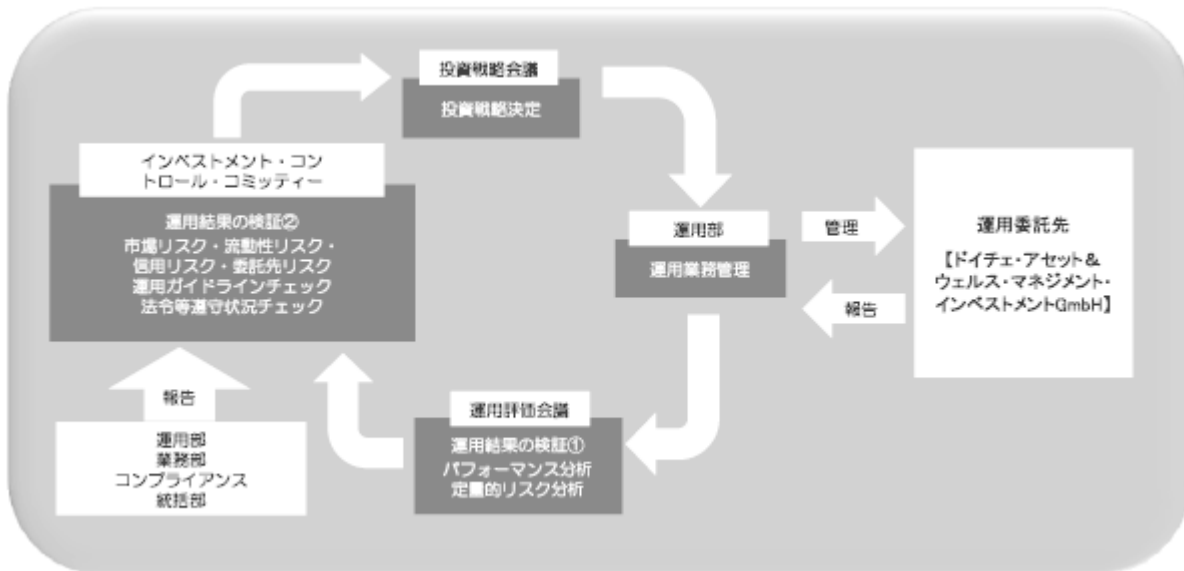 投資戦略会議
投資戦略決定
インベストメント・コン
トロール・コミッティー
運用結果の検証②
市場リスク・流動性リスク・
信用リスク・委託先リスク
運用ガイドラインチェック
法令等遵守状況チェック
運用部
運用業務管理
管理
報告
運用委託先
【ドイチェ・アセット＆
ウェルス・マネジメント・
インベストメントGmbH】
報告
運用部
業務部
コンプライアンス
統括部
運用評価会議
運用結果の検証①
パフォーマンス分析
定量的リスク分析